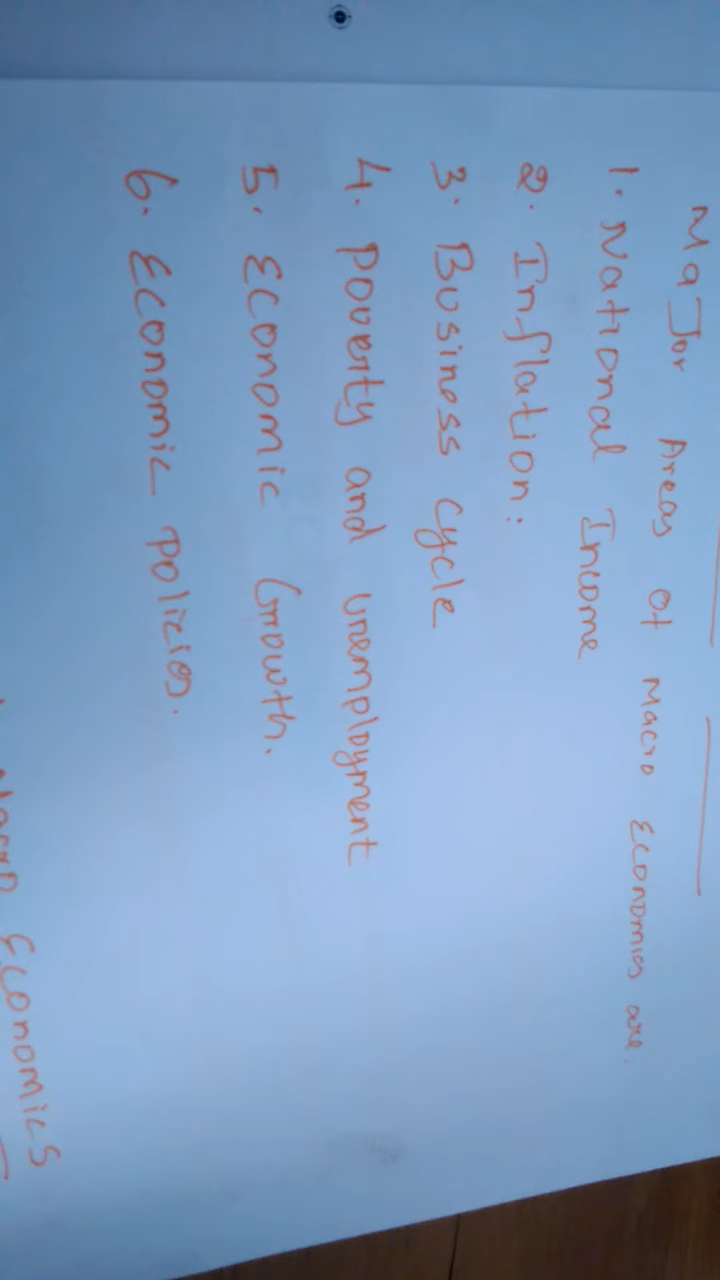 Major Areas of Macro Economics are.
1. National Income
2. Inflation:
3. Business cycle
4. Poverty and unemployment
5. Economic Growth.
6. Economic policies.
Macro Economics